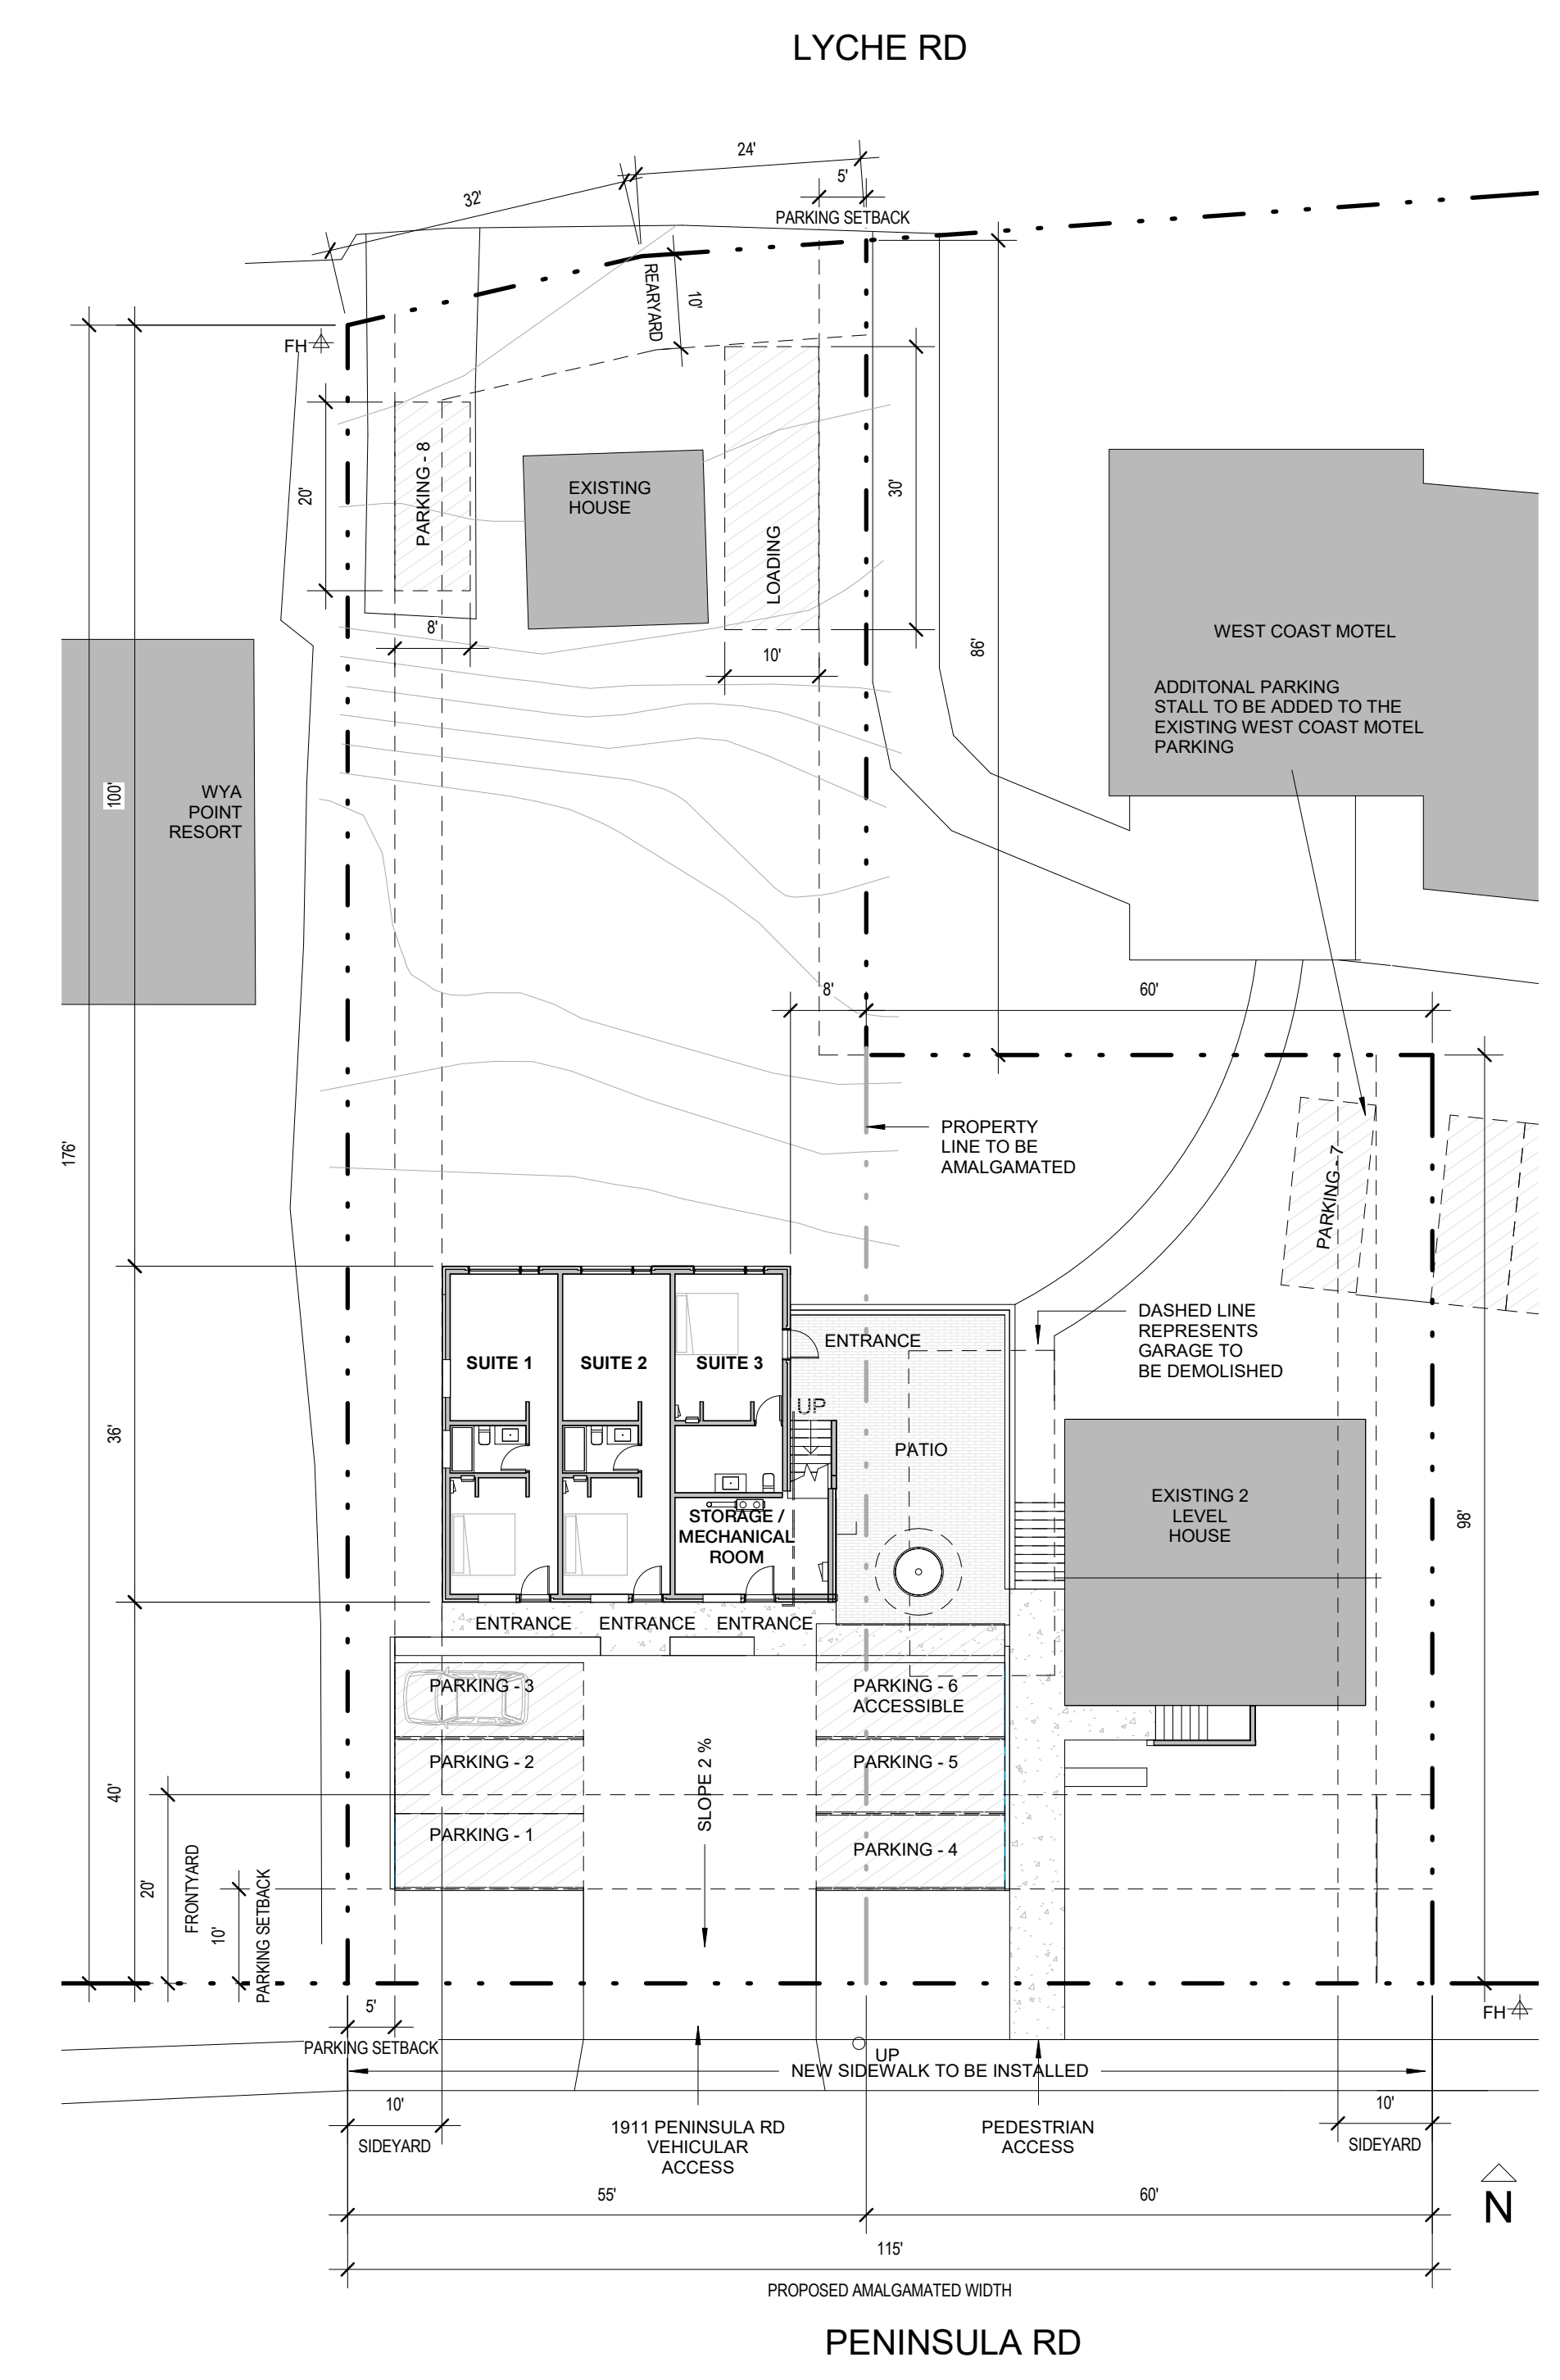 LYCHE RD
24'
32'
5'
PARKING SETBACK
REARYARD
10'
FH
20'
PARKING - 8
EXISTING
HOUSE
LOADING
30'
8'
10'
86'
WEST COAST MOTEL
ADDITONAL PARKING
STALL TO BE ADDED TO THE
EXISTING WEST COAST MOTEL
PARKING
100'
WYA
POINT
RESORT
8'
60'
176'
PROPERTY
LINE TO BE
AMALGAMATED
PARKING - 7
DASHED LINE
REPRESENTS
GARAGE TO
BE DEMOLISHED
ENTRANCE
SUITE 1
SUITE 2
SUITE 3
UP
36'
PATIO
EXISTING 2
LEVEL
HOUSE
98'
STORAGE /
MECHANICAL
ROOM
ENTRANCE
ENTRANCE
ENTRANCE
PARKING - 3
PARKING - 6
ACCESSIBLE
PARKING - 2
PARKING - 5
SLOPE 2 %
40'
PARKING - 1
PARKING - 4
20'
FRONTYARD
10'
PARKING SETBACK
5'
PARKING SETBACK
FH
UP
NEW SIDEWALK TO BE INSTALLED
10'
SIDEYARD
1911 PENINSULA RD
VEHICULAR
ACCESS
PEDESTRIAN
ACCESS
10'
SIDEYARD
N
55'
60'
115'
PROPOSED AMALGAMATED WIDTH
PENINSULA RD